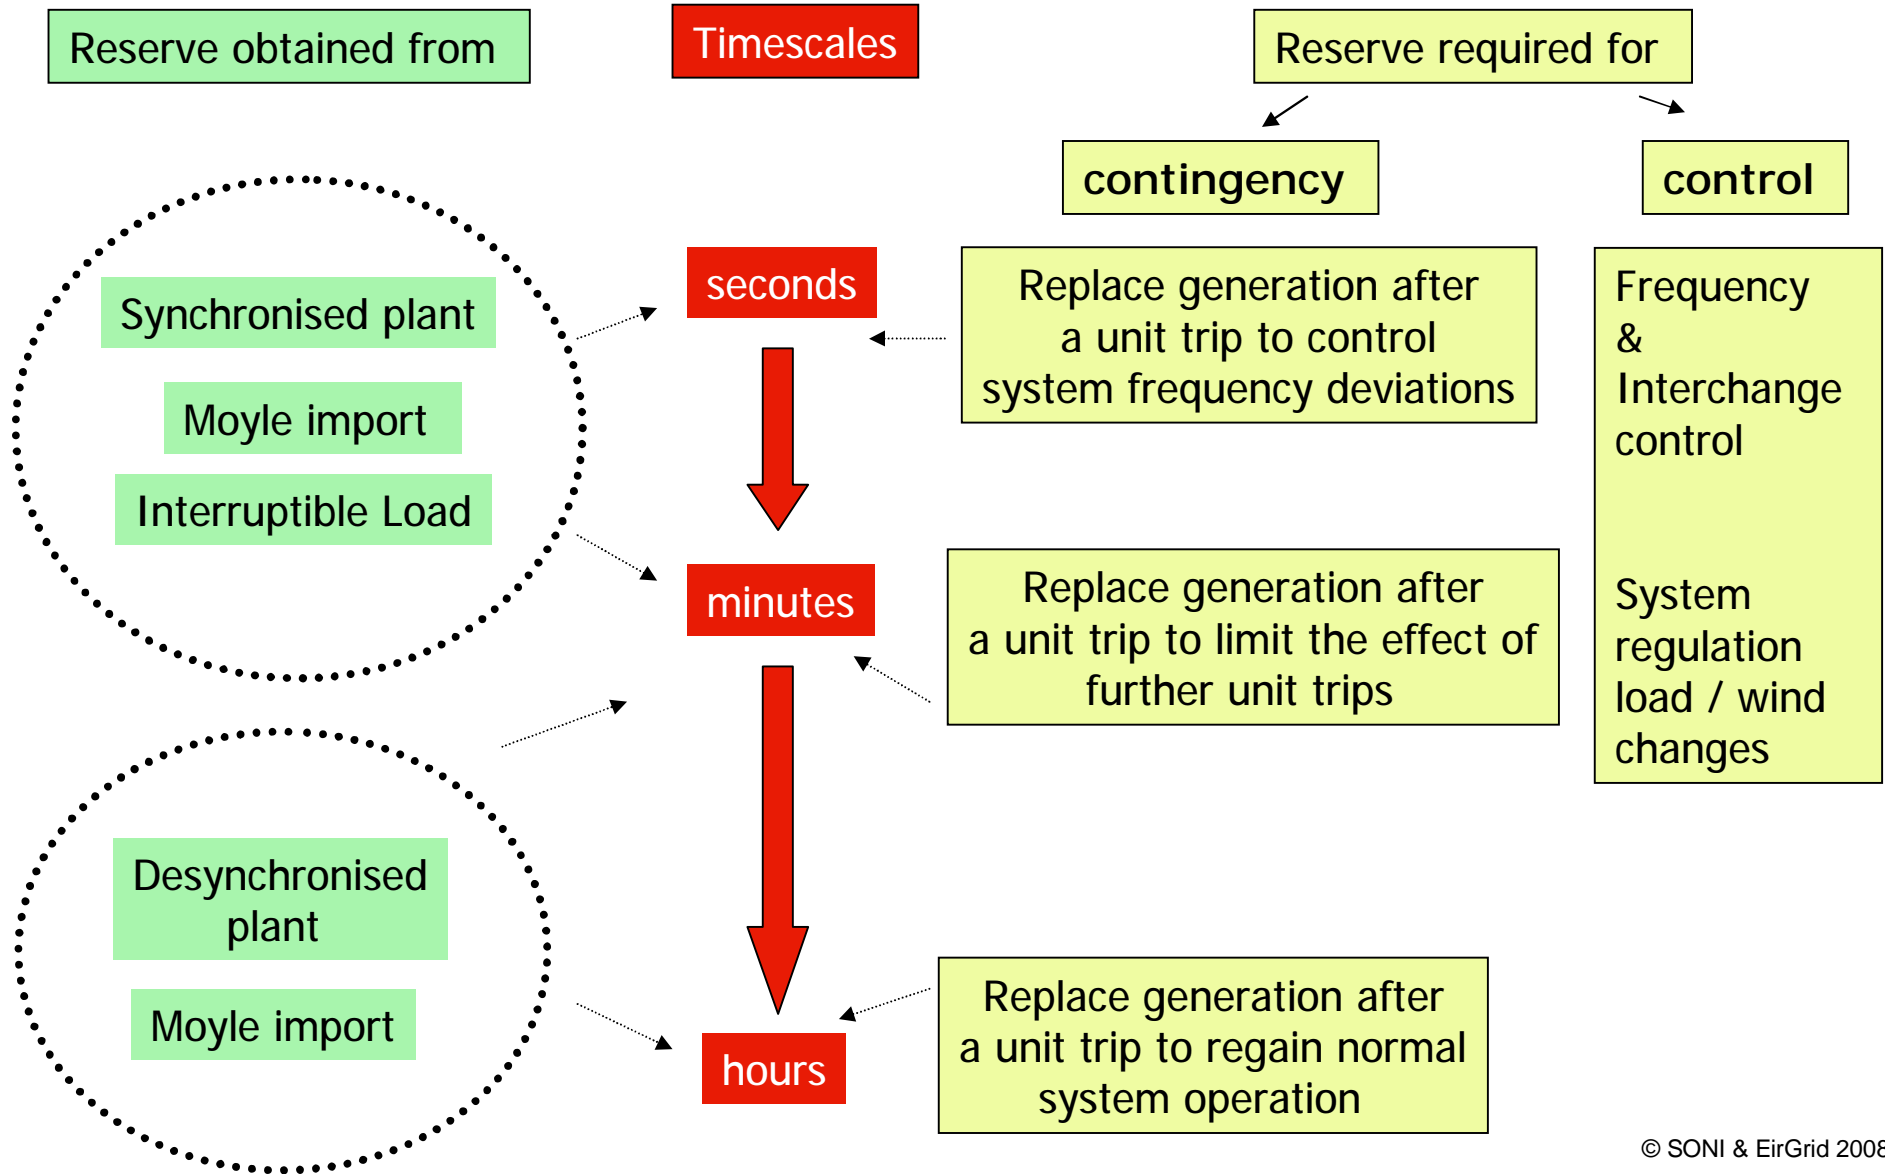 Reserve obtained from
Timescales
Reserve required for
contingency
control
Synchronised plant
Moyle import
Interruptible Load
Desynchronised
plant
Moyle import
seconds
minutes
hours
Replace generation after
a unit trip to control
system frequency deviations
Replace generation after
a unit trip to limit the effect of
further unit trips
Replace generation after
a unit trip to regain normal
system operation
Frequency
&
Interchange
control
System
regulation
load / wind
changes
© SONI & EirGrid 2008